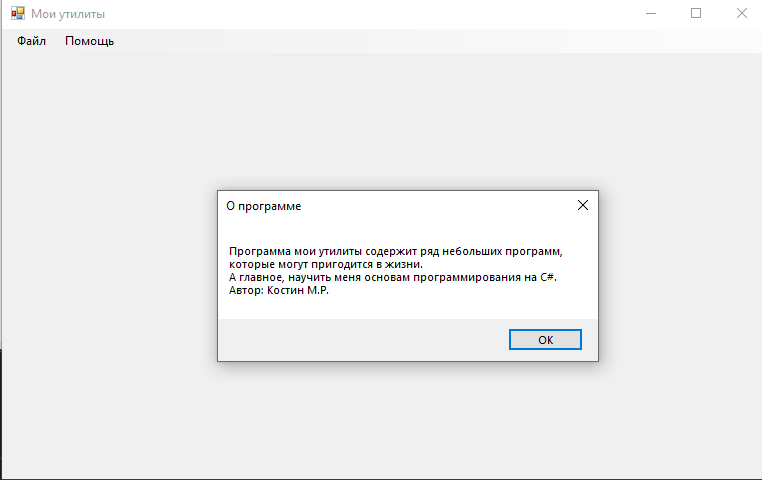 Мои утилиты
Файл Помощь
О программе
Программа мои утилиты содержит ряд небольших программ,
которые могут пригодится в жизни.
А главное, научить меня основам программирования на C#.
Автор: Костин М.Р.
ОК